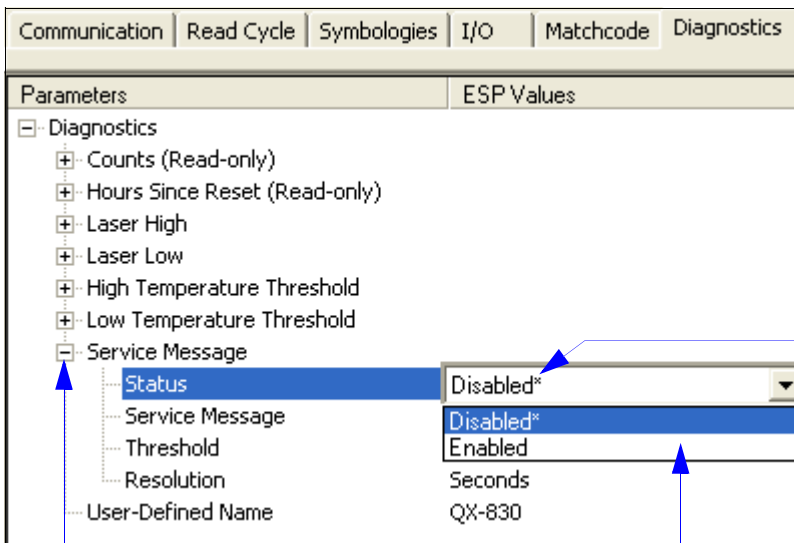 Communication Read Cycle Symbologies I/O Matchcode Diagnostics
Parameters ESP Values
Diagnostics
Counts (Read-only)
Hours Since Reset (Read-only)
Laser High
Laser Low
High Temperature Threshold
Low Temperature Threshold
Service Message
Status Disabled*
Service Message Disabled*
Threshold Enabled
Resolution Seconds
User-Defined Name QX-830